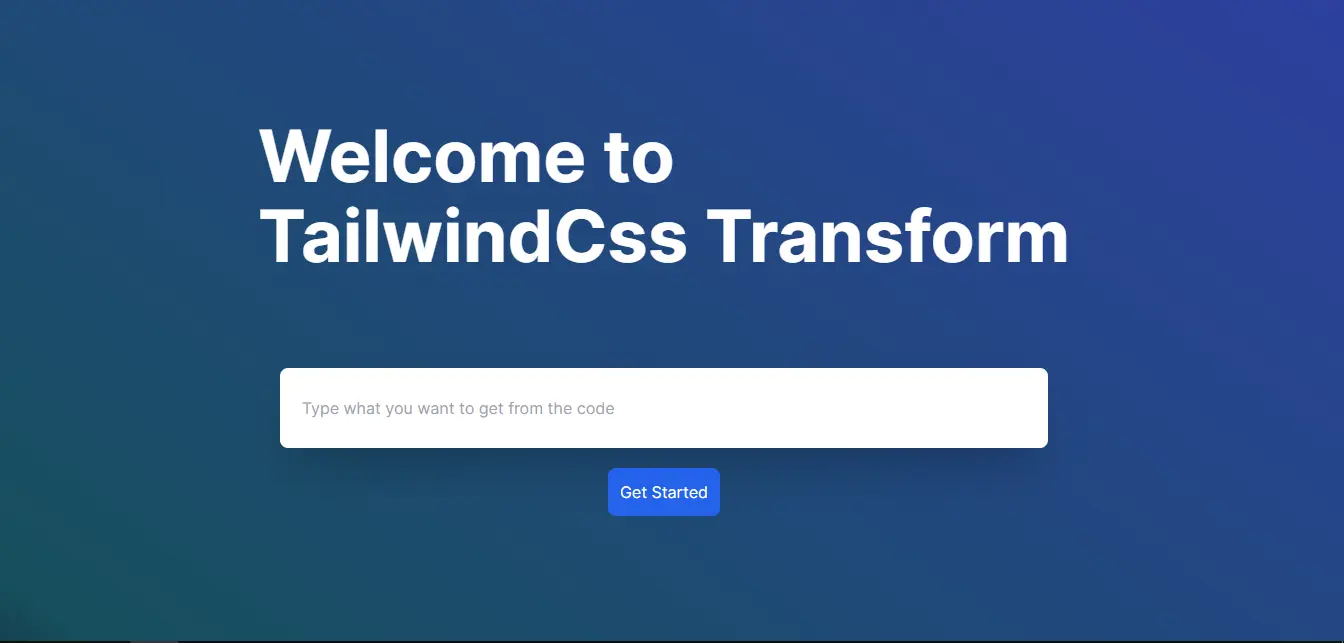 Welcome to
TailwindCss Transform
Type what you want to get from the code
Get Started